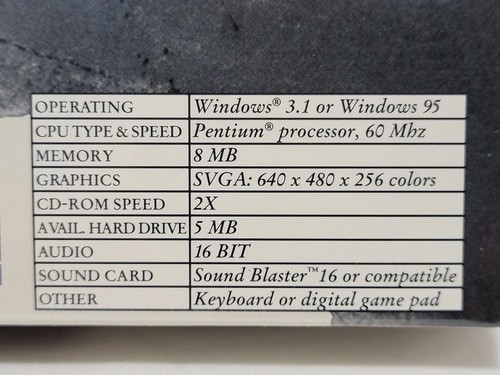 OPERATING Windows® 3.1 or Windows 95
CPU TYPE & SPEED Pentium® processor, 60 Mhz
MEMORY 8 MB
GRAPHICS SVGA: 640 x 480 x 256 colors
CD-ROM SPEED 2X
AVAIL. HARD DRIVE 5 MB
AUDIO 16 BIT
SOUND CARD Sound Blaster™16 or compatible
OTHER Keyboard or digital game pad